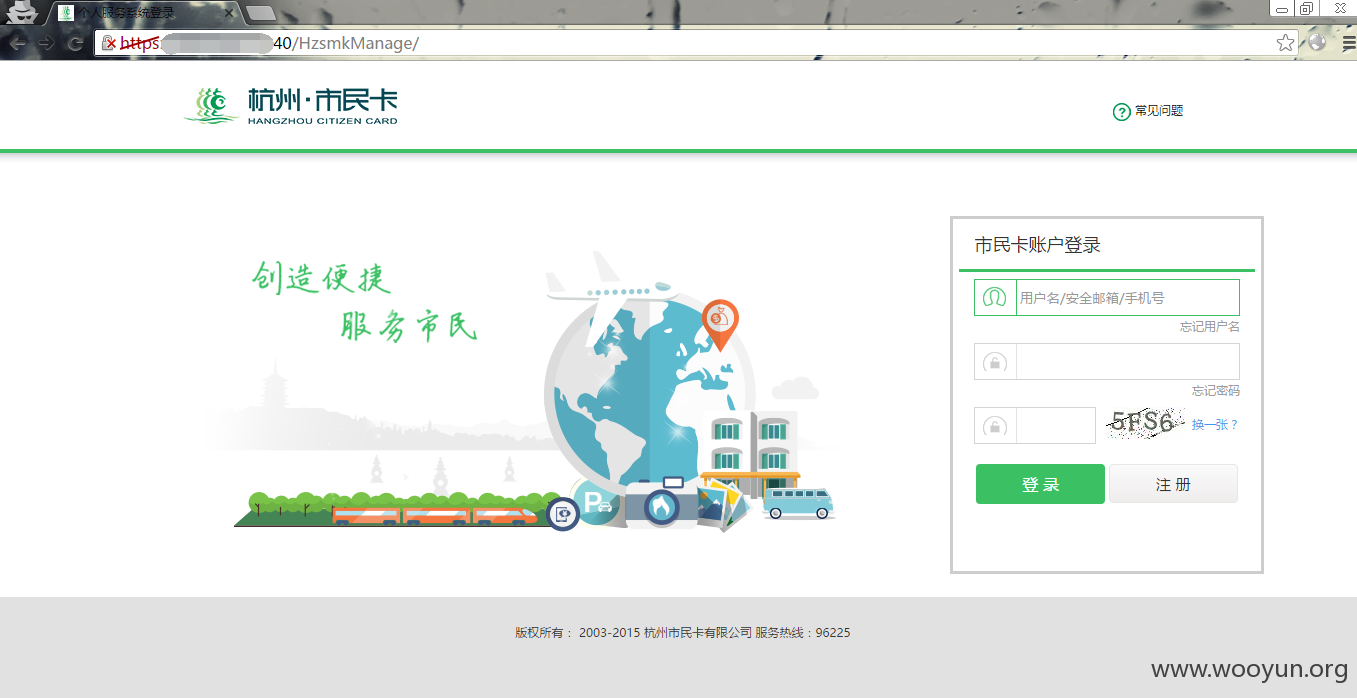 个人服务系统登录
https 40/HzsmkManage/
杭州·市民卡
HANGZHOU CITIZEN CARD
常见问题
创造便捷
服务市民
市民卡账户登录
用户名/安全邮箱/手机号
忘记用户名
忘记密码
5FS6 换一张？
登 录 注 册
P
版权所有： 2003-2015 杭州市民卡有限公司 服务热线：96225
www.wooyun.org